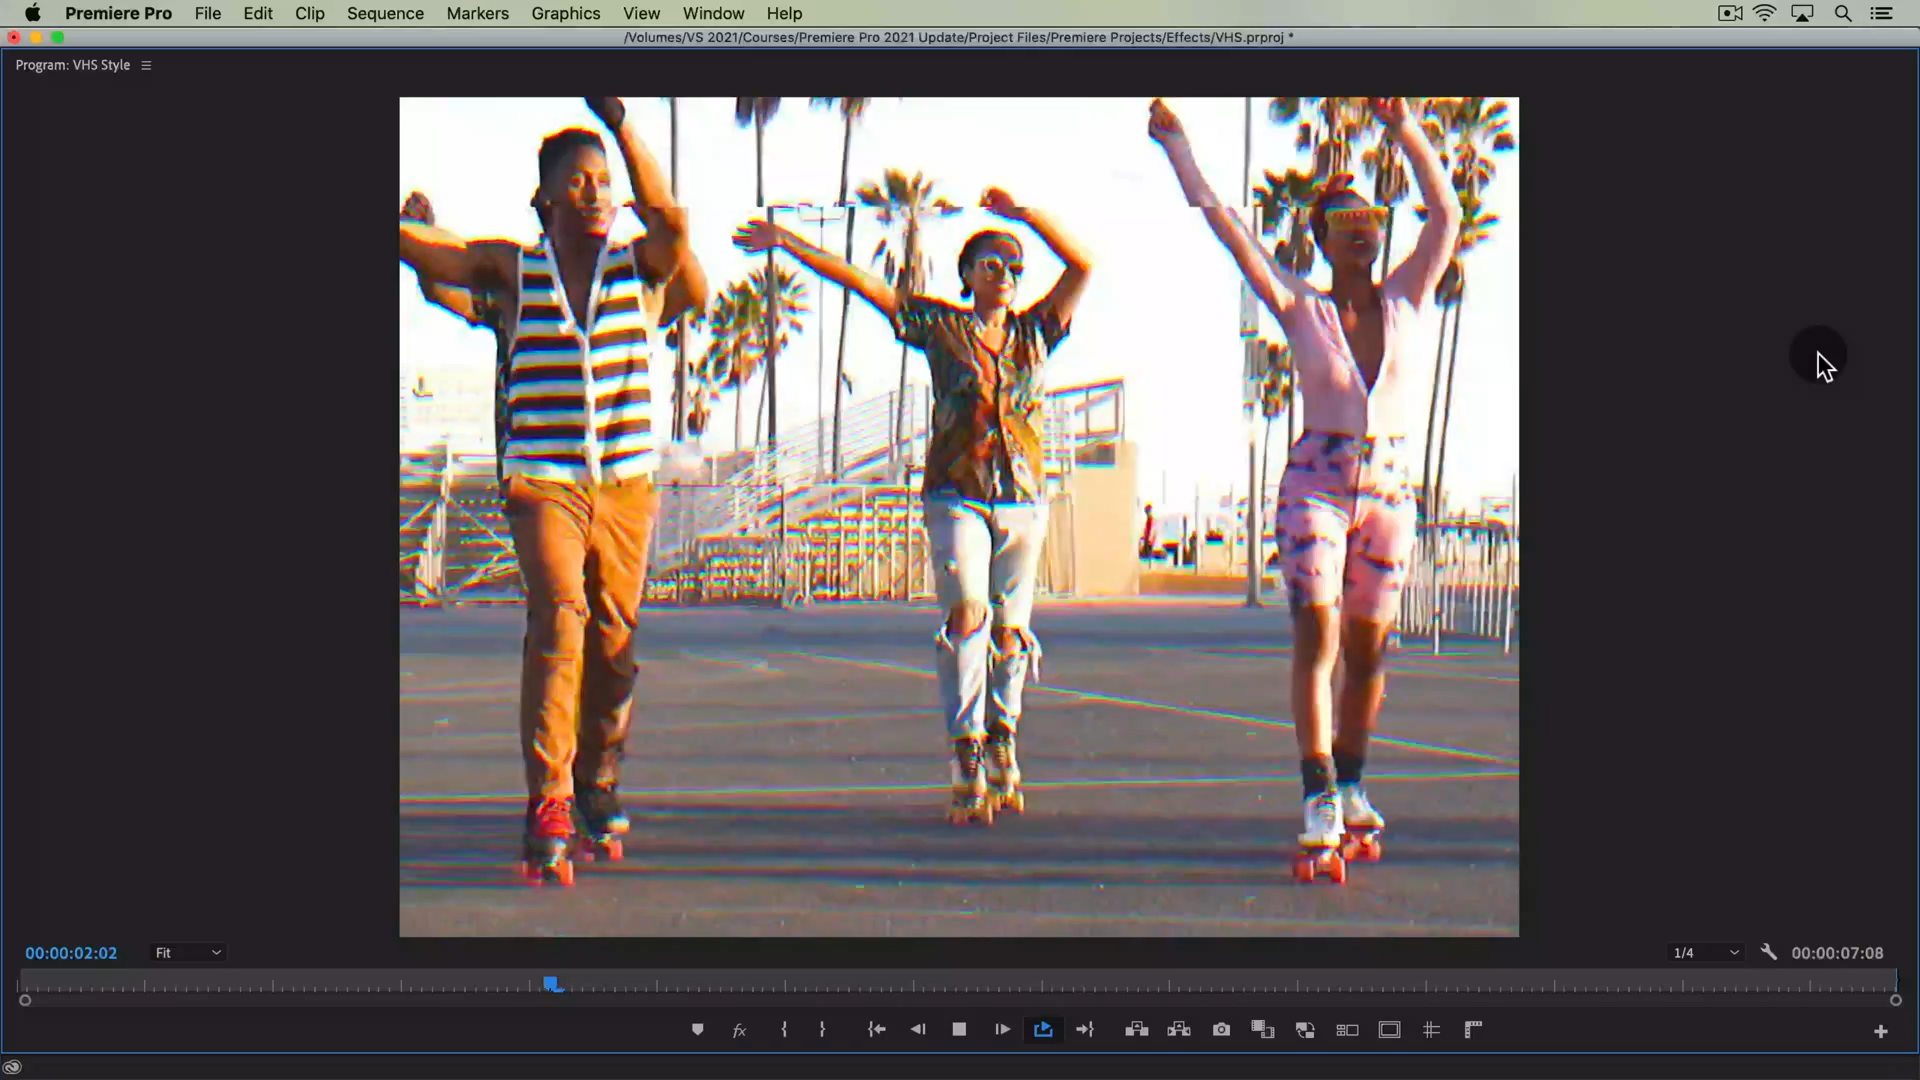 Premiere Pro File Edit Clip Sequence Markers Graphics View Window Help
/Volumes/VS 2021/Courses/Premiere Pro 2021 Update/Project Files/Premiere Projects/Effects/VHS.prproj *
Program: VHS Style
00:00:02:02 Fit 1/4 00:00:07:08
fx